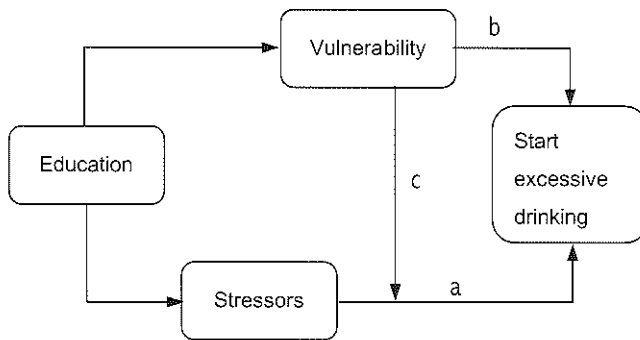 Vulnerability
b
Education
Start
excessive
drinking
c
Stressors
a